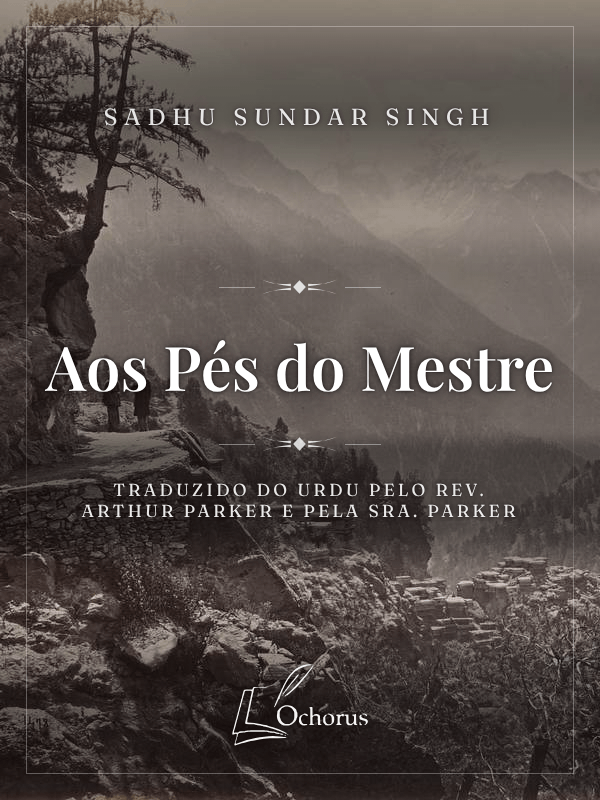 SADHU SUNDAR SINGH
Aos Pés do Mestre
TRADUZIDO DO URDU PELO REV.
ARTHUR PARKER E PELA SRA. PARKER
Ochorus